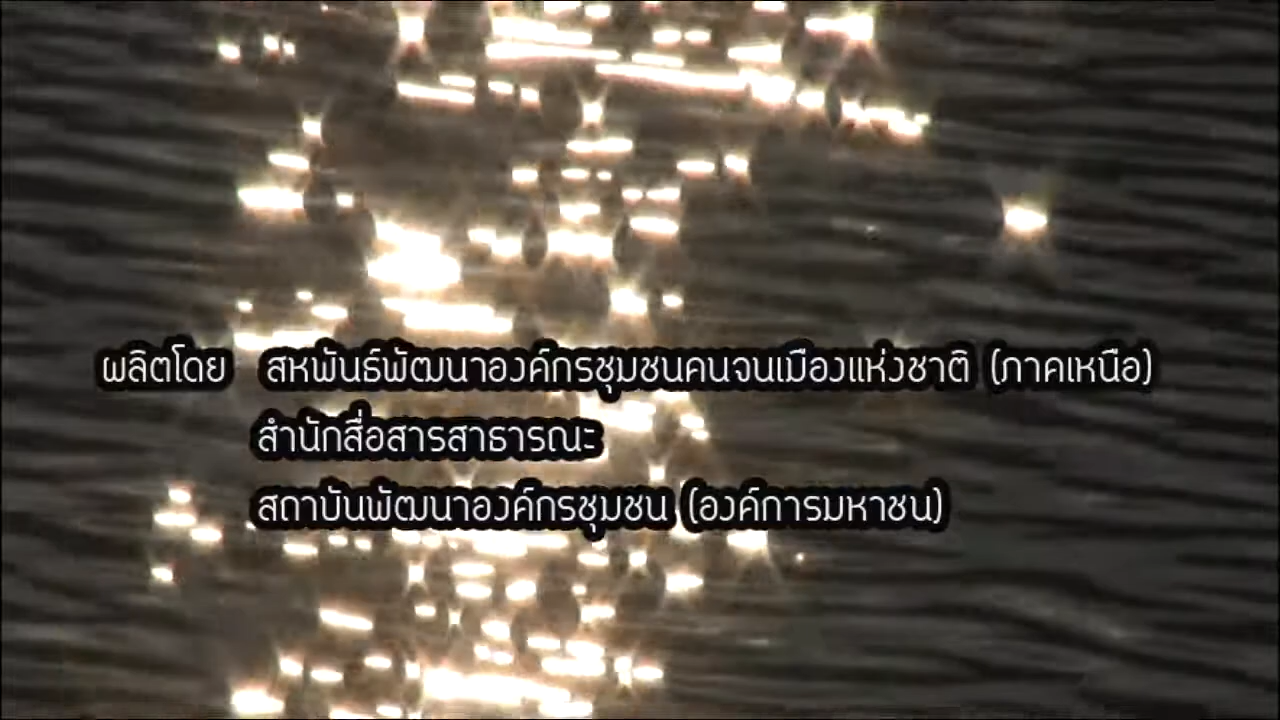 ผลิตโดย สหพันธ์พัฒนาองค์กรชุมชนคนจนเมืองแห่งชาติ (ภาคเหนือ)
สำนักสื่อสารสาธารณะ
สถาบันพัฒนาองค์กรชุมชน (องค์การมหาชน)